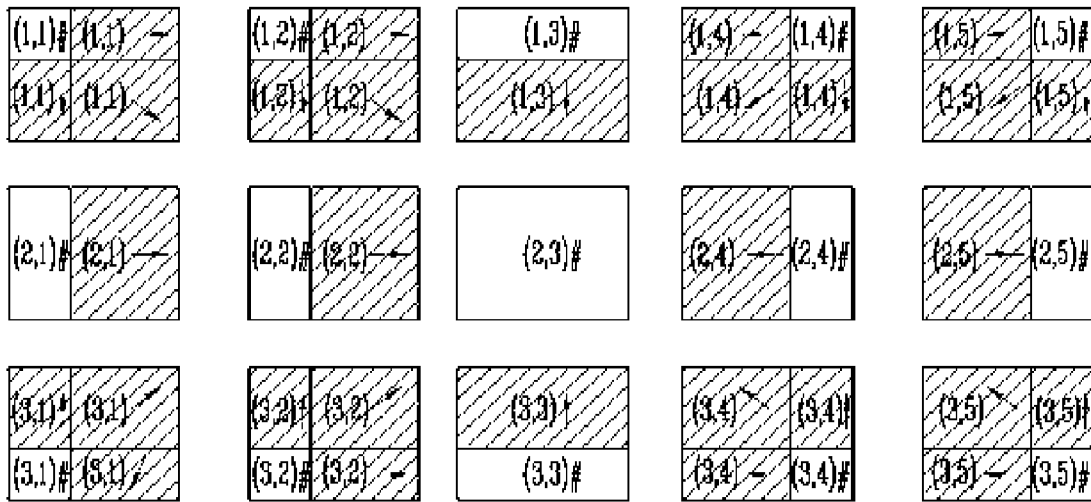 (1,1)# (1,1) (1,2)# (1,2) (1,3)# (1,4) (1,4)# (1,5) (1,5)#
(1,1) (1,1) (1,2) (1,2) (1,3) (1,4) (1,4) (1,5) (1,5)
(2,1)# (2,1) (2,2)# (2,2) (2,3)# (2,4) (2,4)# (2,5) (2,5)#
(3,1) (3,1) (3,2) (3,2) (3,3) (3,4) (3,4) (3,5) (3,5)
(3,1)# (3,1) (3,2)# (3,2) (3,3)# (3,4) (3,4)# (3,5) (3,5)#